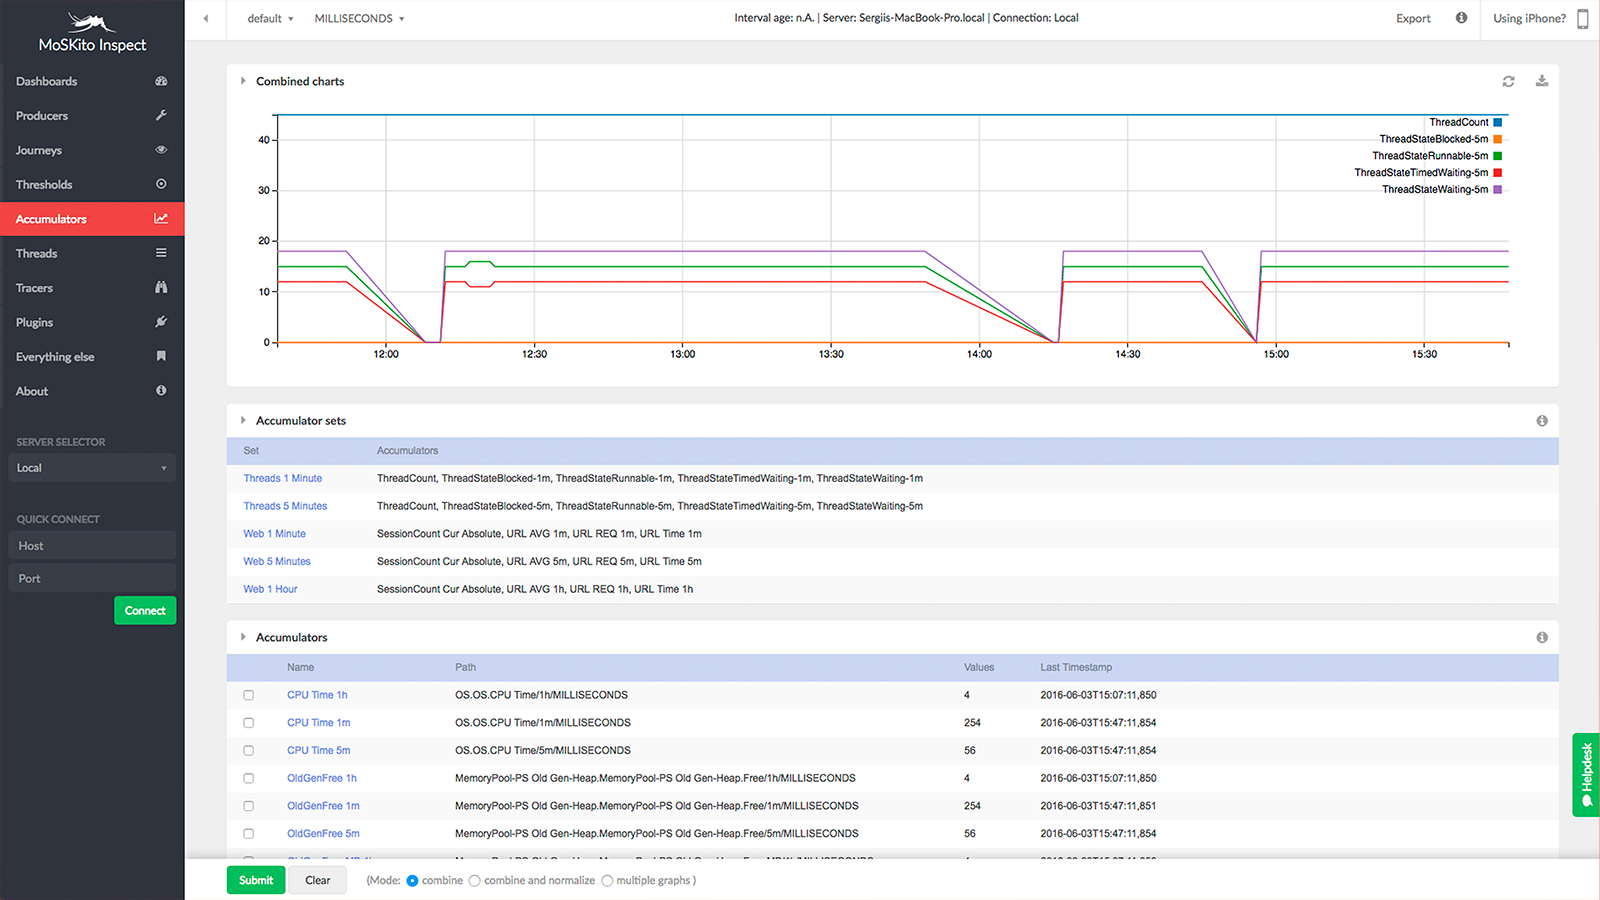 MoSKito Inspect
Dashboards
Producers
Journeys
Thresholds
Accumulators
Threads
Tracers
Plugins
Everything else
About
SERVER SELECTOR
Local
QUICK CONNECT
Host
Port
Connect
default MILLISECONDS Interval age: n.A. | Server: Sergiis-MacBook-Pro.local | Connection: Local Export Using iPhone?
Combined charts
ThreadCount
ThreadStateBlocked-5m
ThreadStateRunnable-5m
ThreadStateTimedWaiting-5m
ThreadStateWaiting-5m
40
30
20
10
0
12:00 12:30 13:00 13:30 14:00 14:30 15:00 15:30
Accumulator sets
Set Accumulators
Threads 1 Minute ThreadCount, ThreadStateBlocked-1m, ThreadStateRunnable-1m, ThreadStateTimedWaiting-1m, ThreadStateWaiting-1m
Threads 5 Minutes ThreadCount, ThreadStateBlocked-5m, ThreadStateRunnable-5m, ThreadStateTimedWaiting-5m, ThreadStateWaiting-5m
Web 1 Minute SessionCount Cur Absolute, URL AVG 1m, URL REQ 1m, URL Time 1m
Web 5 Minutes SessionCount Cur Absolute, URL AVG 5m, URL REQ 5m, URL Time 5m
Web 1 Hour SessionCount Cur Absolute, URL AVG 1h, URL REQ 1h, URL Time 1h
Accumulators
Name Path Values Last Timestamp
CPU Time 1h OS.OS.CPU Time/1h/MILLISECONDS 4 2016-06-03T15:07:11,850
CPU Time 1m OS.OS.CPU Time/1m/MILLISECONDS 254 2016-06-03T15:47:11,854
CPU Time 5m OS.OS.CPU Time/5m/MILLISECONDS 56 2016-06-03T15:47:11,854
OldGenFree 1h MemoryPool-PS Old Gen-Heap.MemoryPool-PS Old Gen-Heap.Free/1h/MILLISECONDS 4 2016-06-03T15:07:11,850
OldGenFree 1m MemoryPool-PS Old Gen-Heap.MemoryPool-PS Old Gen-Heap.Free/1m/MILLISECONDS 254 2016-06-03T15:47:11,851
OldGenFree 5m MemoryPool-PS Old Gen-Heap.MemoryPool-PS Old Gen-Heap.Free/5m/MILLISECONDS 56 2016-06-03T15:47:11,854
Helpdesk
Submit Clear (Mode: combine combine and normalize multiple graphs )